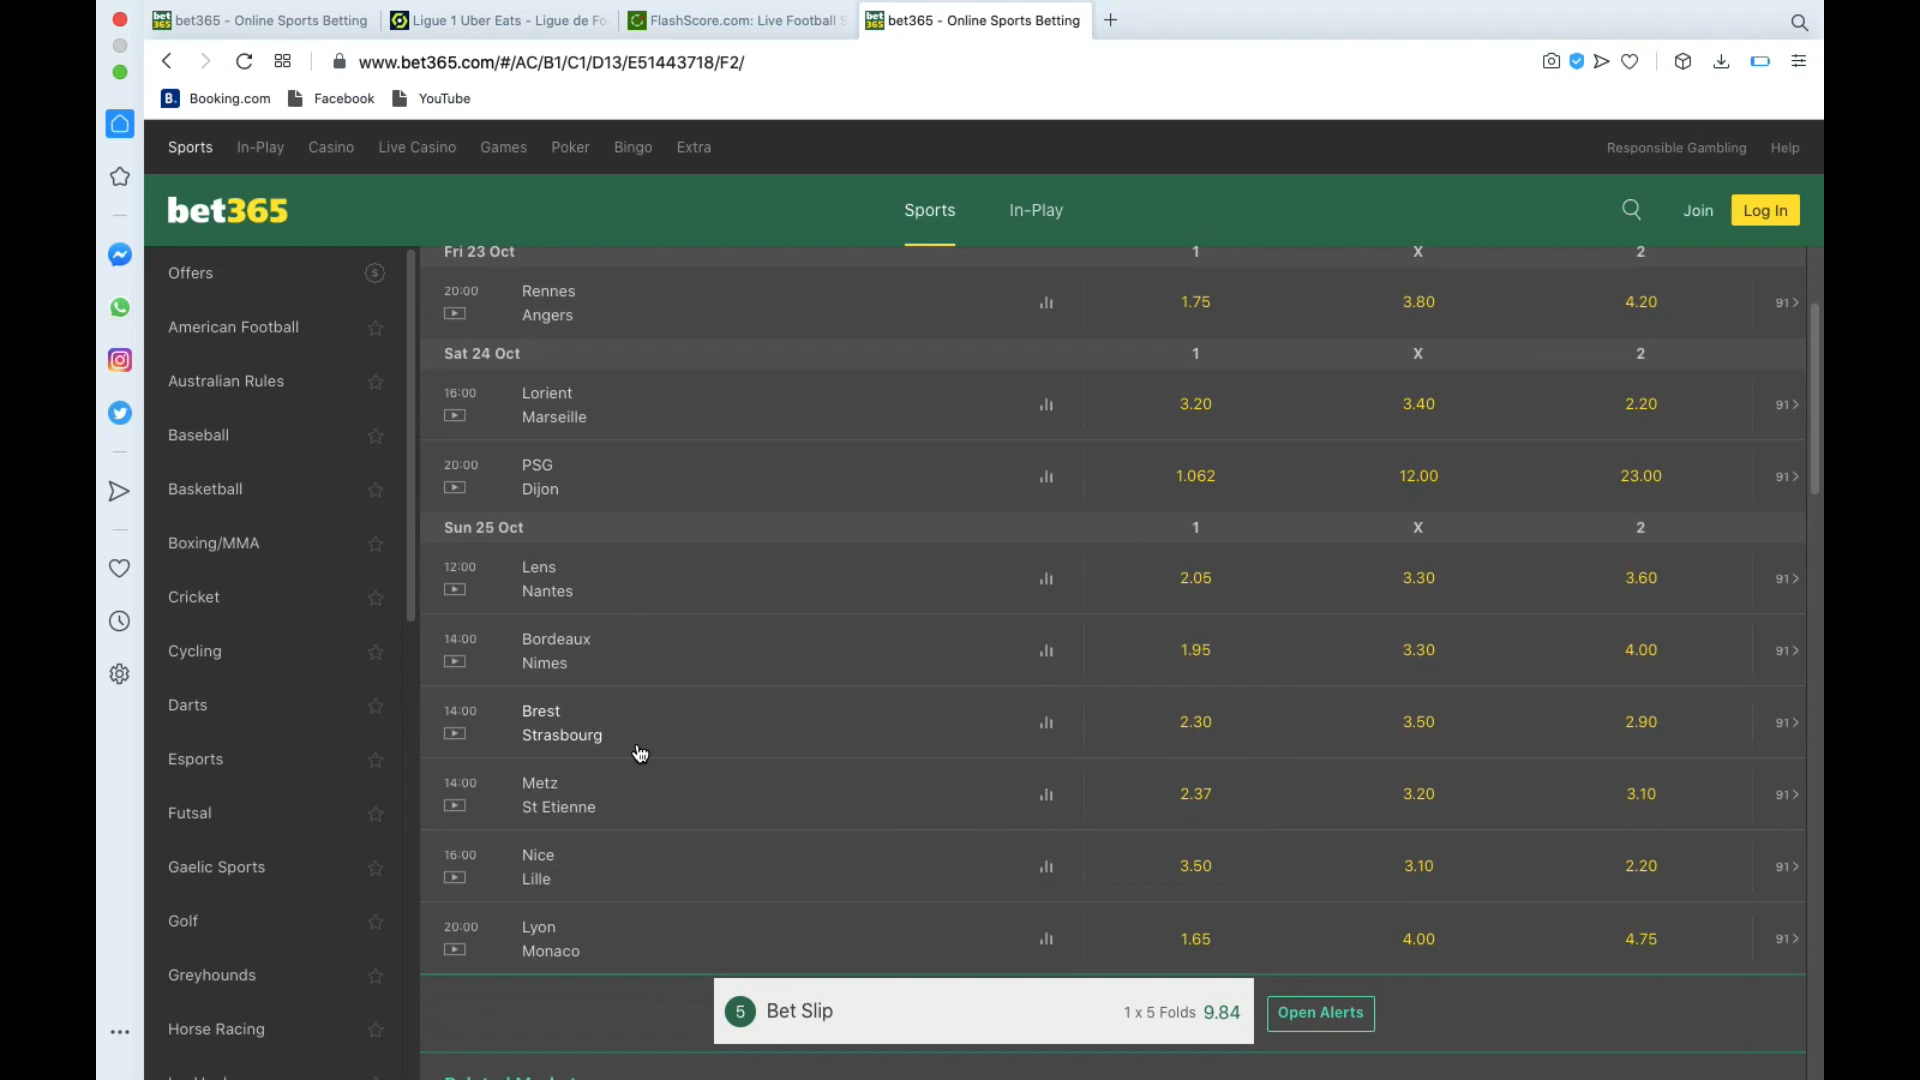 bet365 - Online Sports Betting
Ligue 1 Uber Eats - Ligue de Fo
FlashScore.com: Live Football S
bet365 - Online Sports Betting
www.bet365.com/#/AC/B1/C1/D13/E51443718/F2/
B. Booking.com Facebook YouTube
Sports In-Play Casino Live Casino Games Poker Bingo Extra
Responsible Gambling Help
bet365
Sports In-Play
Join Log In
Offers
American Football
Australian Rules
Baseball
Basketball
Boxing/MMA
Cricket
Cycling
Darts
Esports
Futsal
Gaelic Sports
Golf
Greyhounds
Horse Racing
Fri 23 Oct 1 X 2
20:00 Rennes
Angers
1.75 3.80 4.20 91
Sat 24 Oct 1 X 2
16:00 Lorient
Marseille
3.20 3.40 2.20 91
20:00 PSG
Dijon
1.062 12.00 23.00 91
Sun 25 Oct 1 X 2
12:00 Lens
Nantes
2.05 3.30 3.60 91
14:00 Bordeaux
Nimes
1.95 3.30 4.00 91
14:00 Brest
Strasbourg
2.30 3.50 2.90 91
14:00 Metz
St Etienne
2.37 3.20 3.10 91
16:00 Nice
Lille
3.50 3.10 2.20 91
20:00 Lyon
Monaco
1.65 4.00 4.75 91
5 Bet Slip 1 x 5 Folds 9.84
Open Alerts